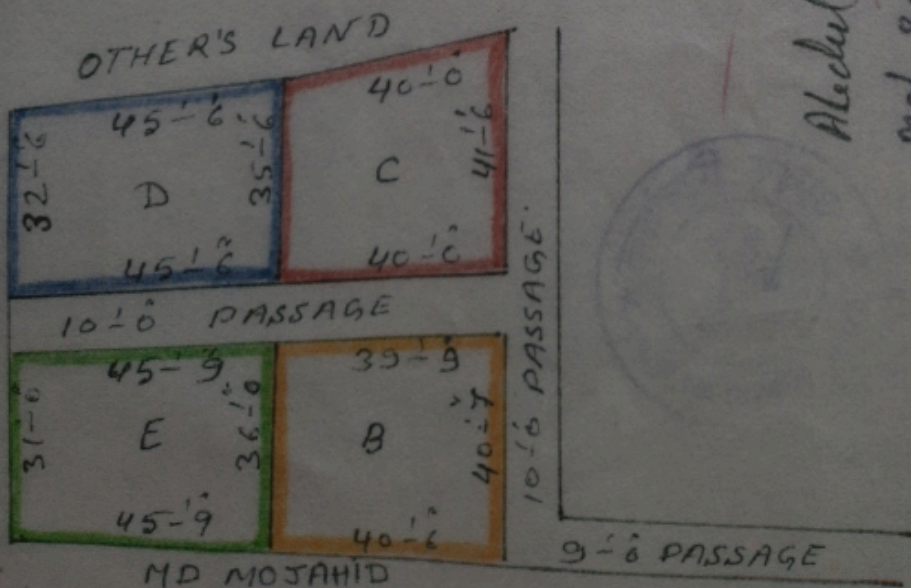 OTHER'S LAND
45'-6"
40'-0"
32'-6"
D
35'-6"
C
41'-6"
45'-6"
40'-0"
10'-0" PASSAGE
10'-0" PASSAGE
45'-9"
39'-9"
31'-0"
E
36'-0"
B
40'-7"
45'-9"
40'-6"
9'-0" PASSAGE
MD MOJAHID